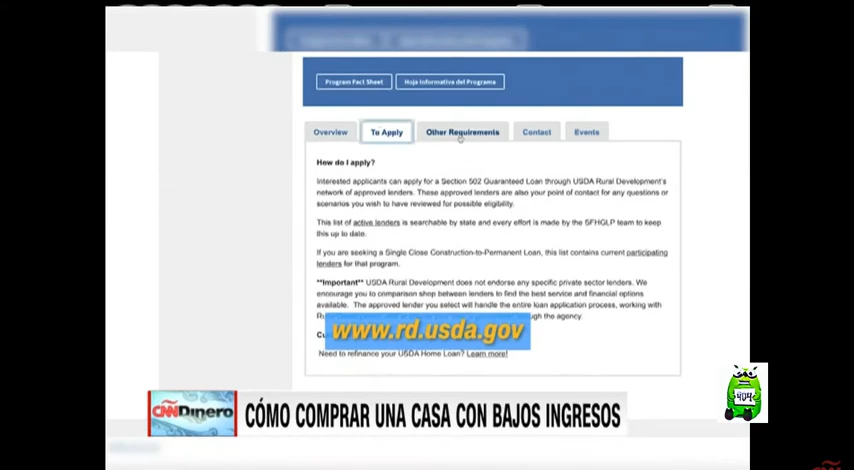 Program Fact Sheet
Hoja Informativa del Programa
Overview
To Apply
Other Requirements
Contact
Events
How do I apply?
Interested applicants can apply for a Section 502 Guaranteed Loan through USDA Rural Development's
network of approved lenders. These approved lenders are also your point of contact for any questions or
scenarios you wish to have reviewed for possible eligibility.
This list of active lenders is searchable by state and every effort is made by the SFHGLP team to keep
this up to date.
If you are seeking a Single Close Construction-to-Permanent Loan, this list contains current participating
lenders for that program.
**Important** USDA Rural Development does not endorse any specific private sector lenders. We
encourage you to comparison shop between lenders to find the best service and financial options
available. The approved lender you select will handle the entire loan application process, working with
the agency.
www.rd.usda.gov
Need to refinance your USDA Home Loan? Learn more!
CNN Dinero
CÓMO COMPRAR UNA CASA CON BAJOS INGRESOS
404